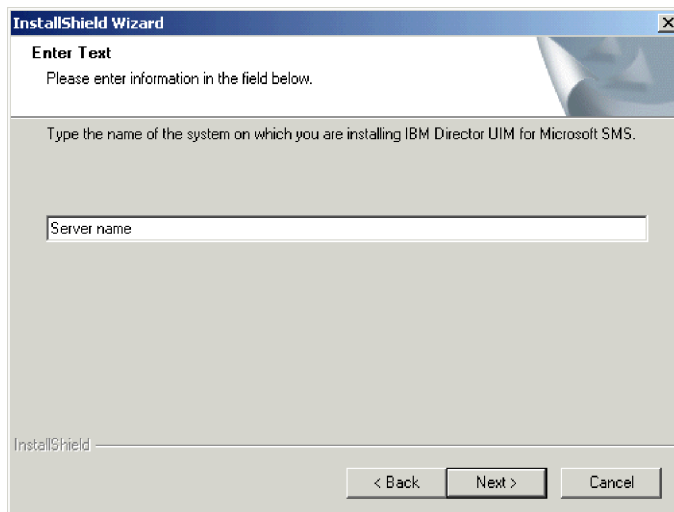 InstallShield Wizard
Enter Text
Please enter information in the field below.
Type the name of the system on which you are installing IBM Director UIM for Microsoft SMS.
Server name
InstallShield
< Back Next > Cancel